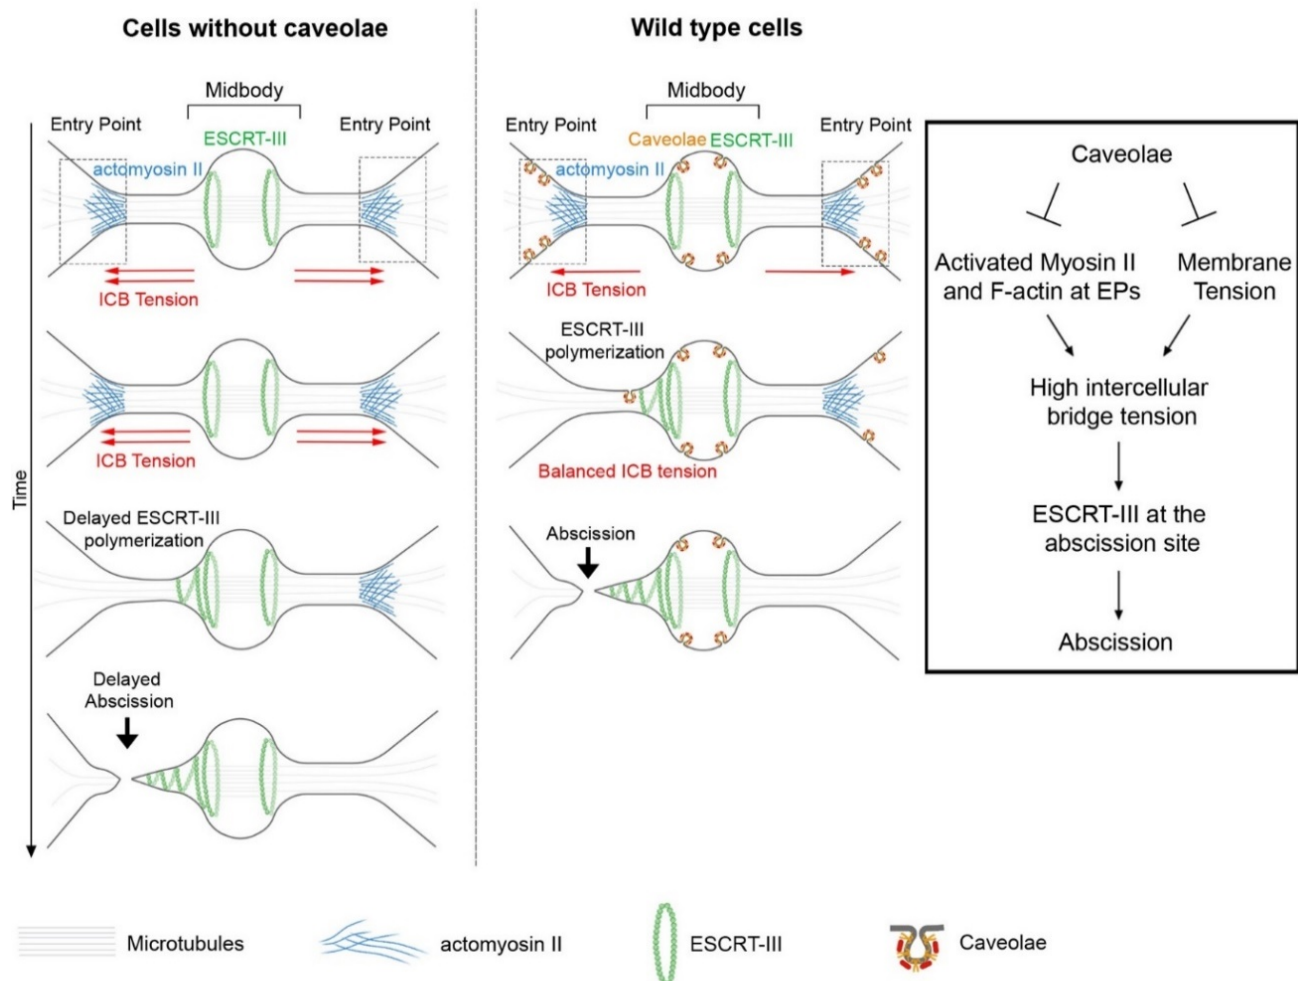 Cells without caveolae
Midbody
Entry Point
ESCRT-III
Entry Point
actomyosin II
ICB Tension
ICB Tension
Delayed ESCRT-III
polymerization
Delayed
Abscission
Time
Wild type cells
Midbody
Entry Point
Caveolae
ESCRT-III
Entry Point
actomyosin II
ICB Tension
ESCRT-III
polymerization
Balanced ICB tension
Abscission
Caveolae
Activated Myosin II
and F-actin at EPs
Membrane
Tension
High intercellular
bridge tension
ESCRT-III at the
abscission site
Abscission
Microtubules
actomyosin II
ESCRT-III
Caveolae